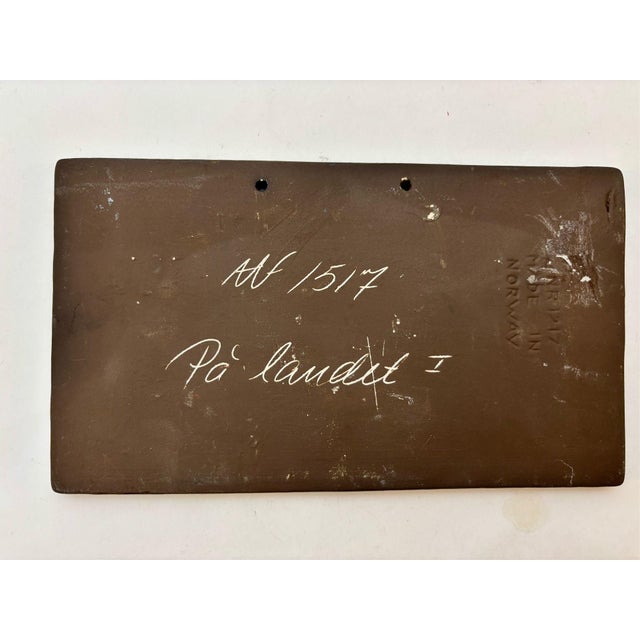 1517
På landet I
MADE IN
NORWAY